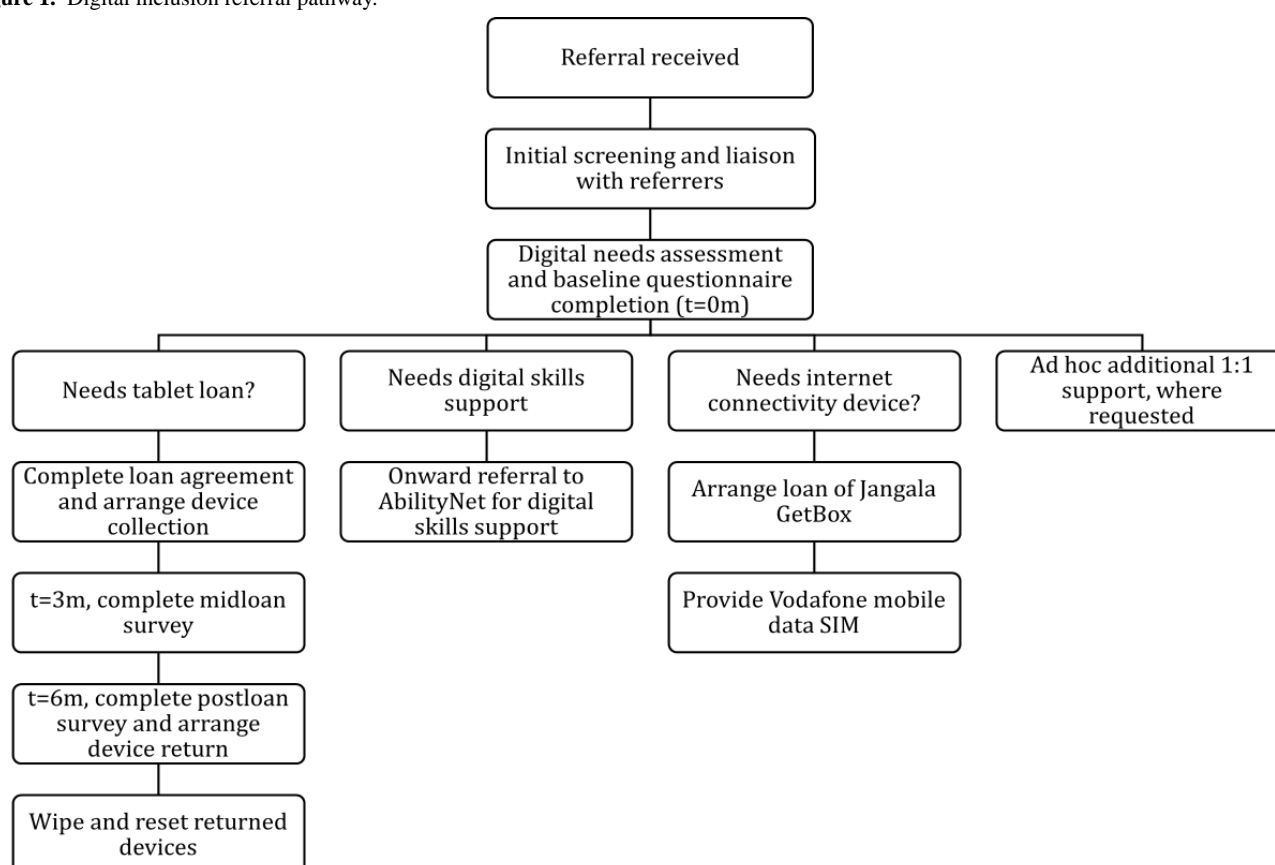 Figure 1. Digital inclusion referral pathway.
Referral received
Initial screening and liaison
with referrers
Digital needs assessment
and baseline questionnaire
completion (t=0m)
Needs tablet loan?
Complete loan agreement
and arrange device
collection
t=3m, complete midloan
survey
t=6m, complete postloan
survey and arrange
device return
Wipe and reset returned
devices
Needs digital skills
support
Onward referral to
AbilityNet for digital
skills support
Needs internet
connectivity device?
Arrange loan of Jangala
GetBox
Provide Vodafone mobile
data SIM
Ad hoc additional 1:1
support, where
requested